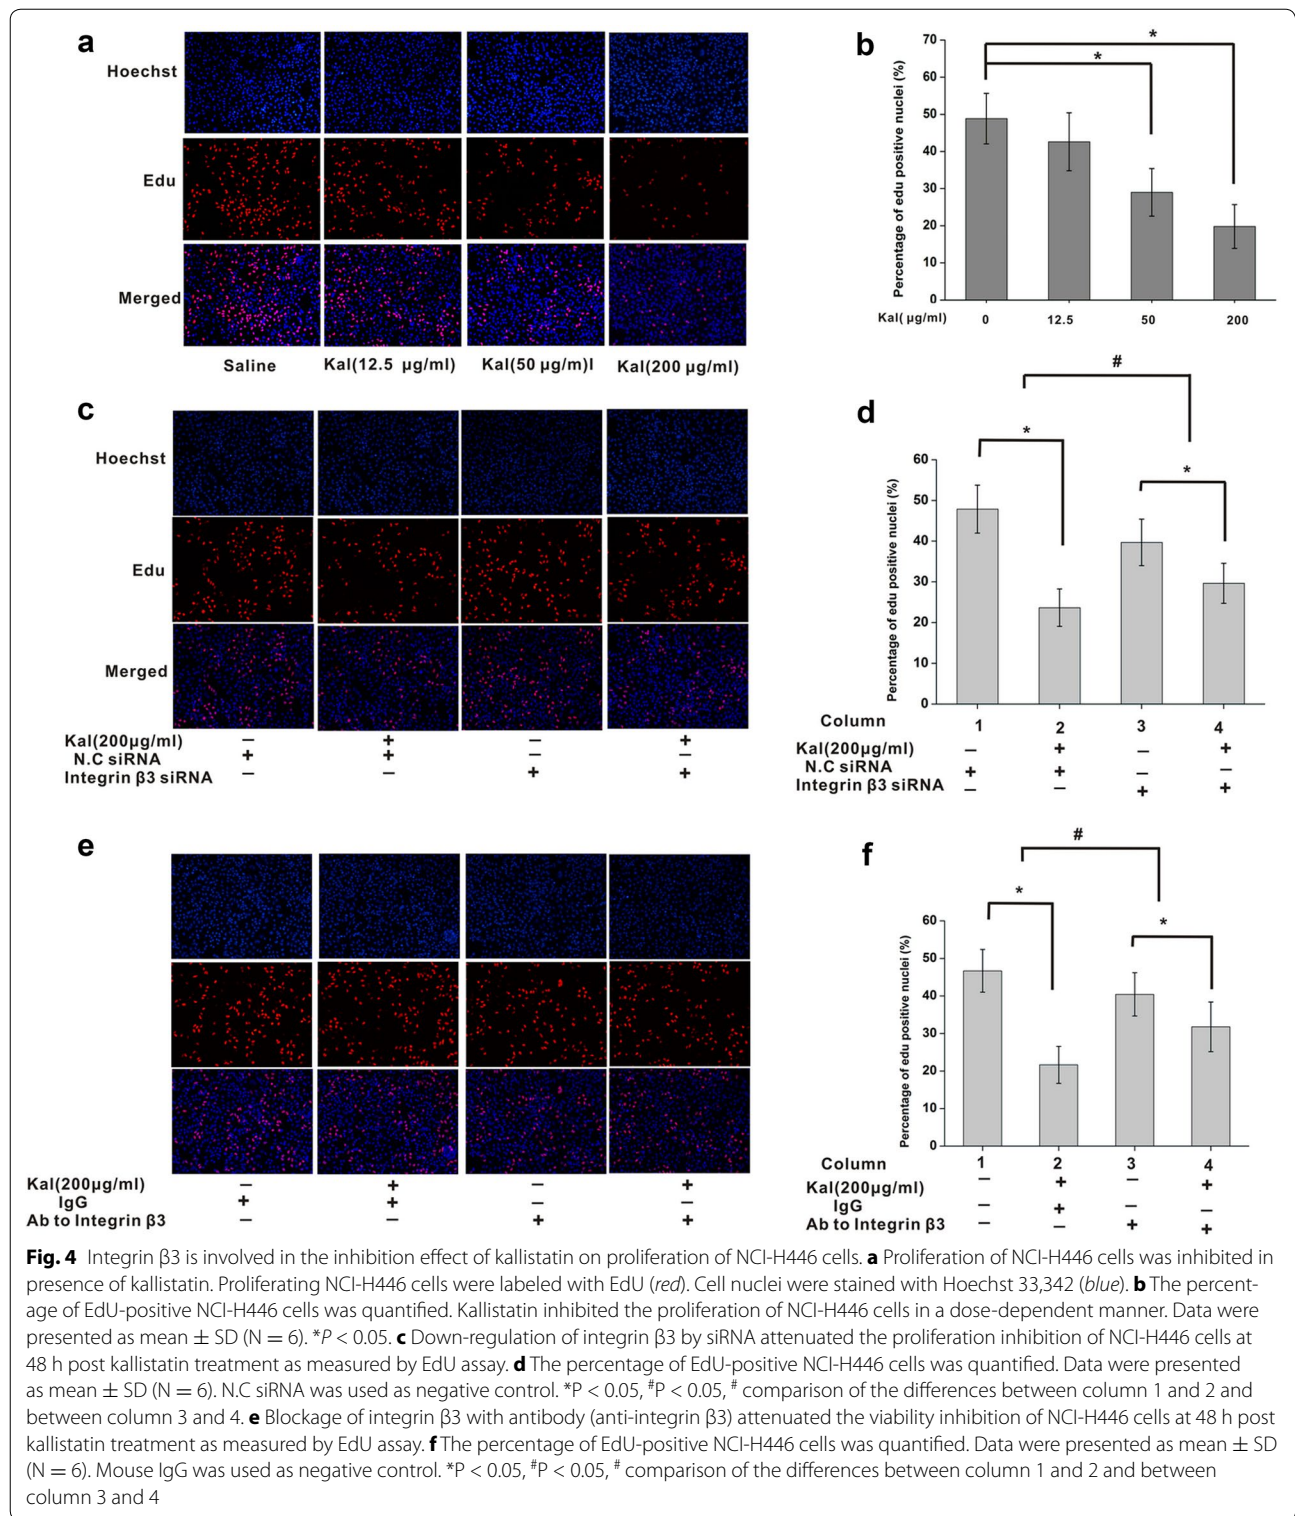 a
Hoechst
Edu
Merged
Saline
Kal(12.5 µg/ml)
Kal(50 µg/m)l
Kal(200 µg/ml)
b
Percentage of edu positive nuclei (%)
70
60
50
40
30
20
10
0
*
*
Kal( µg/ml)
0
12.5
50
200
c
Hoechst
Edu
Merged
Kal(200µg/ml) − + − +
N.C siRNA + + − −
Integrin β3 siRNA − − + +
d
#
*
*
Percentage of edu positive nuclei (%)
60
50
40
30
20
10
0
Column 1 2 3 4
Kal(200µg/ml) − + − +
N.C siRNA + + − −
Integrin β3 siRNA − − + +
e
Kal(200µg/ml) − + − +
IgG + + − −
Ab to Integrin β3 − − + +
f
#
*
*
Percentage of edu positive nuclei (%)
60
50
40
30
20
10
0
Column 1 2 3 4
Kal(200µg/ml) − + − +
IgG − + − −
Ab to Integrin β3 − − + +
Fig. 4 Integrin β3 is involved in the inhibition effect of kallistatin on proliferation of NCI-H446 cells. a Proliferation of NCI-H446 cells was inhibited in
presence of kallistatin. Proliferating NCI-H446 cells were labeled with EdU (red). Cell nuclei were stained with Hoechst 33,342 (blue). b The percent-
age of EdU-positive NCI-H446 cells was quantified. Kallistatin inhibited the proliferation of NCI-H446 cells in a dose-dependent manner. Data were
presented as mean ± SD (N = 6). *P < 0.05. c Down-regulation of integrin β3 by siRNA attenuated the proliferation inhibition of NCI-H446 cells at
48 h post kallistatin treatment as measured by EdU assay. d The percentage of EdU-positive NCI-H446 cells was quantified. Data were presented
as mean ± SD (N = 6). N.C siRNA was used as negative control. *P < 0.05, #P < 0.05, # comparison of the differences between column 1 and 2 and
between column 3 and 4. e Blockage of integrin β3 with antibody (anti-integrin β3) attenuated the viability inhibition of NCI-H446 cells at 48 h post
kallistatin treatment as measured by EdU assay. f The percentage of EdU-positive NCI-H446 cells was quantified. Data were presented as mean ± SD
(N = 6). Mouse IgG was used as negative control. *P < 0.05, #P < 0.05, # comparison of the differences between column 1 and 2 and between
column 3 and 4